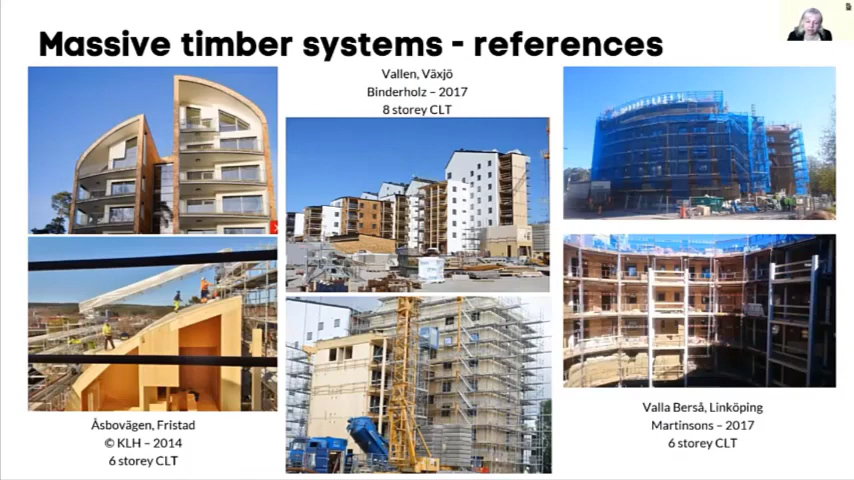 Massive timber systems - references
Vallen, Växjö
Binderholz – 2017
8 storey CLT
Åsbovägen, Fristad
© KLH – 2014
6 storey CLT
Valla Berså, Linköping
Martinsons – 2017
6 storey CLT